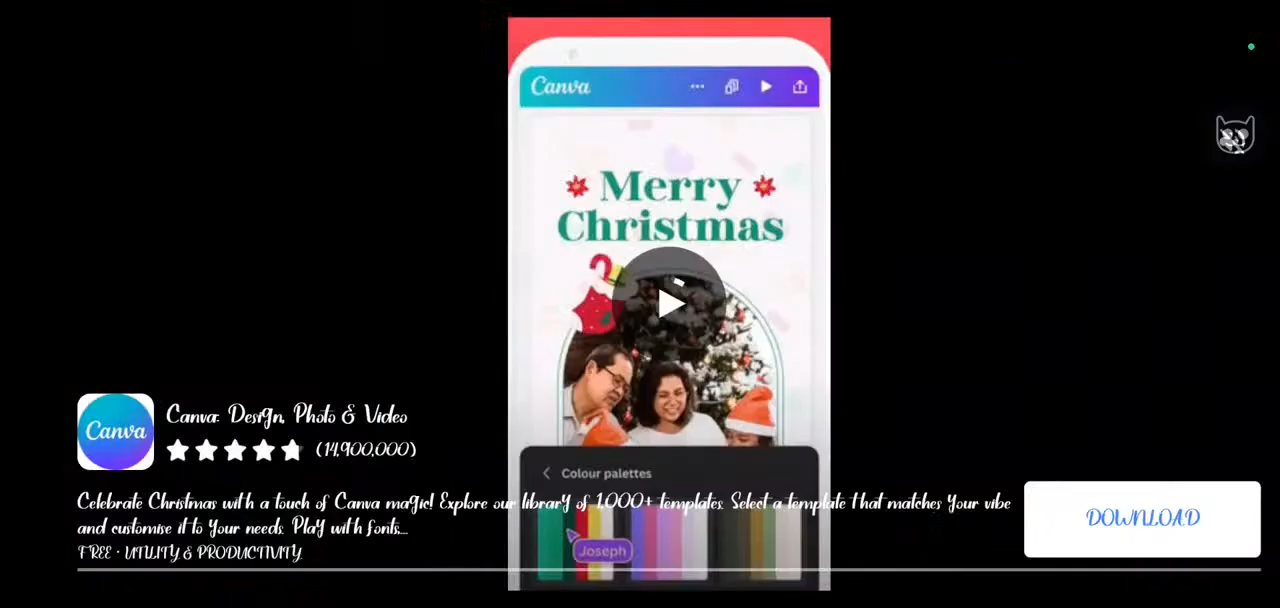 Canva
Merry
Christmas
Canva
Canva: Design, Photo & Video
(14,900,000)
Colour palettes
Celebrate Christmas with a touch of Canva magic! Explore our library of 1,000+ templates. Select a template that matches your vibe
and customise it to your needs. Play with fonts...
DOWNLOAD
Joseph
FREE • UTILITY & PRODUCTIVITY